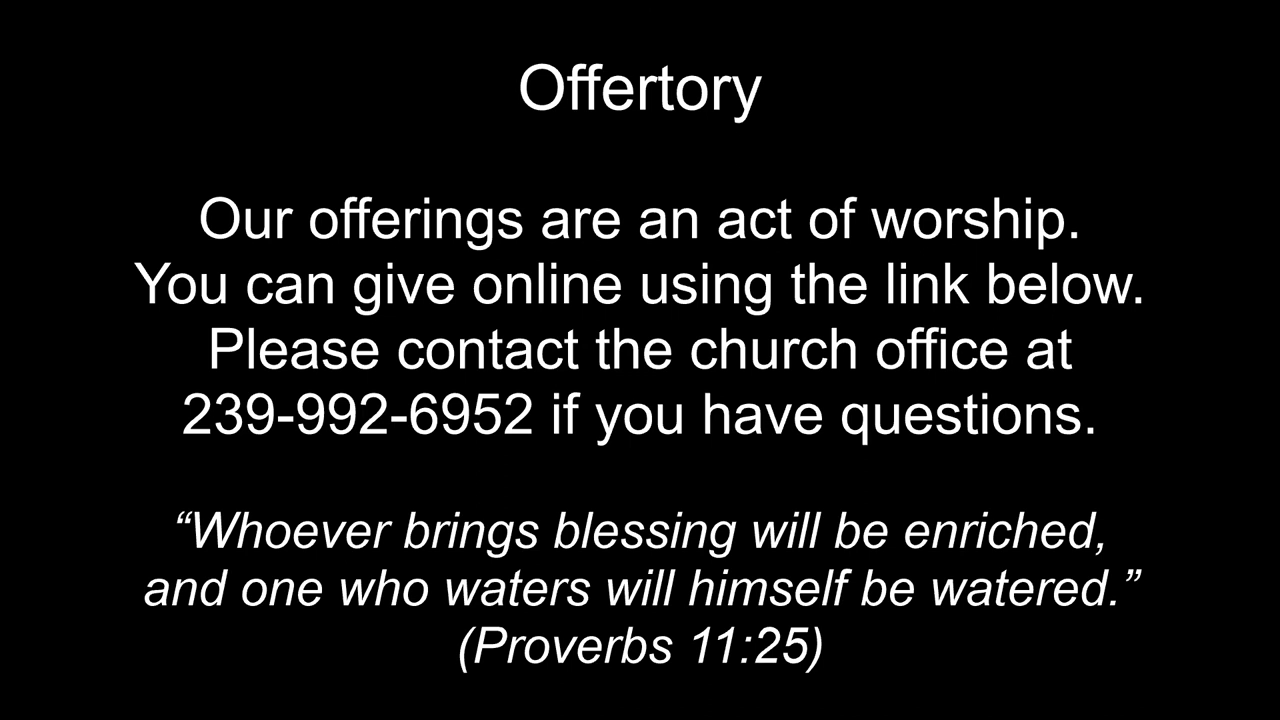 Offertory
Our offerings are an act of worship.
You can give online using the link below.
Please contact the church office at
239-992-6952 if you have questions.
“Whoever brings blessing will be enriched,
and one who waters will himself be watered.”
(Proverbs 11:25)